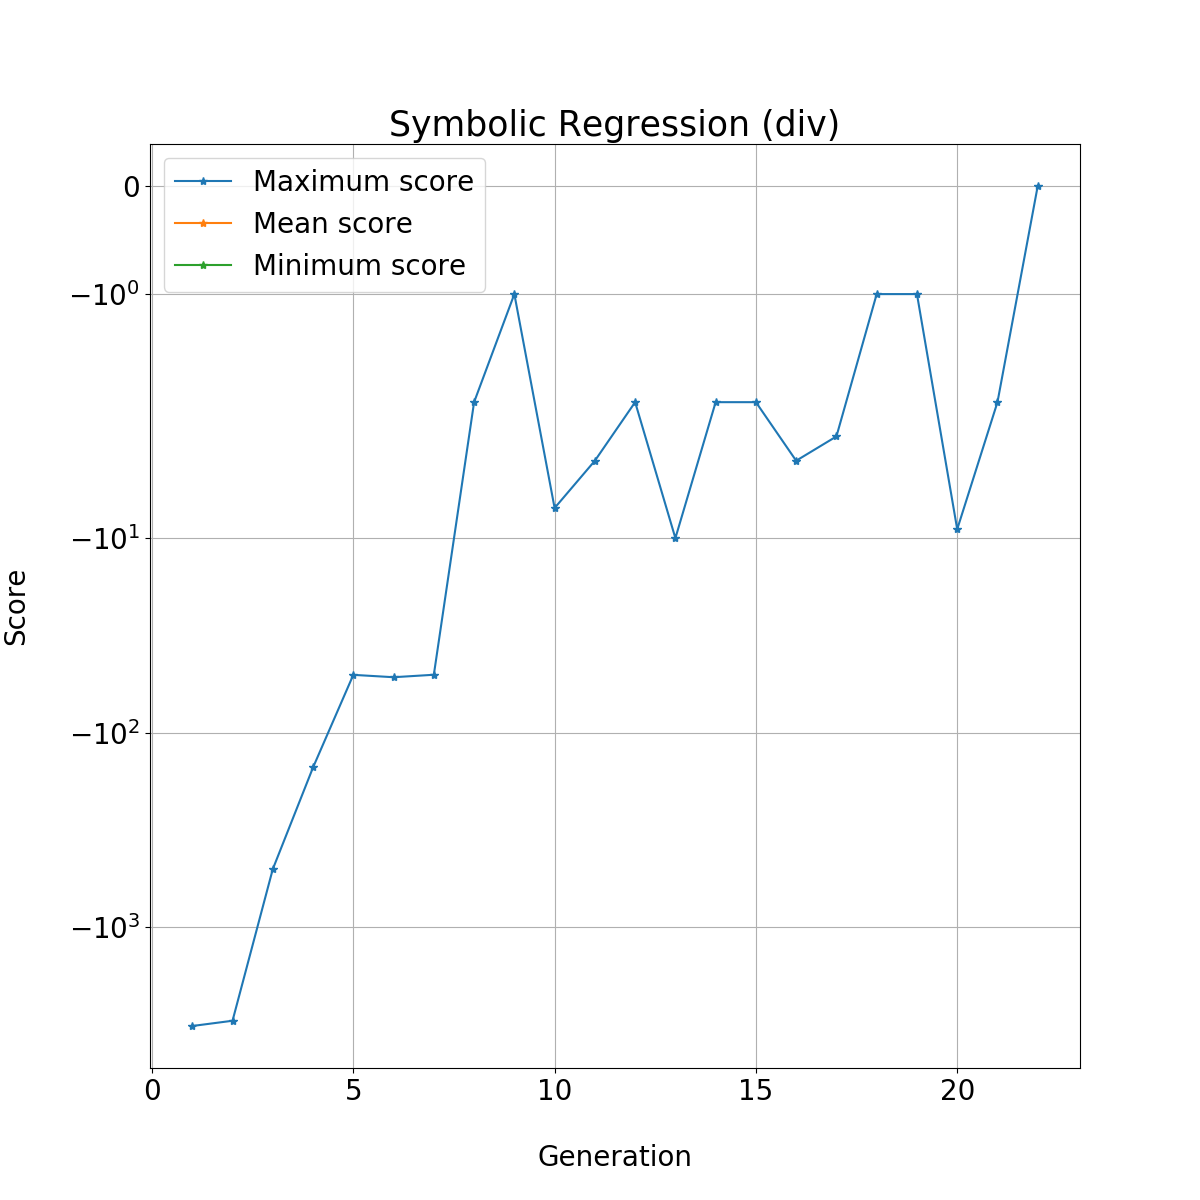 Symbolic Regression (div)
Maximum score
Mean score
Minimum score
0
−10⁰
−10¹
−10²
−10³
Score
0 5 10 15 20
Generation